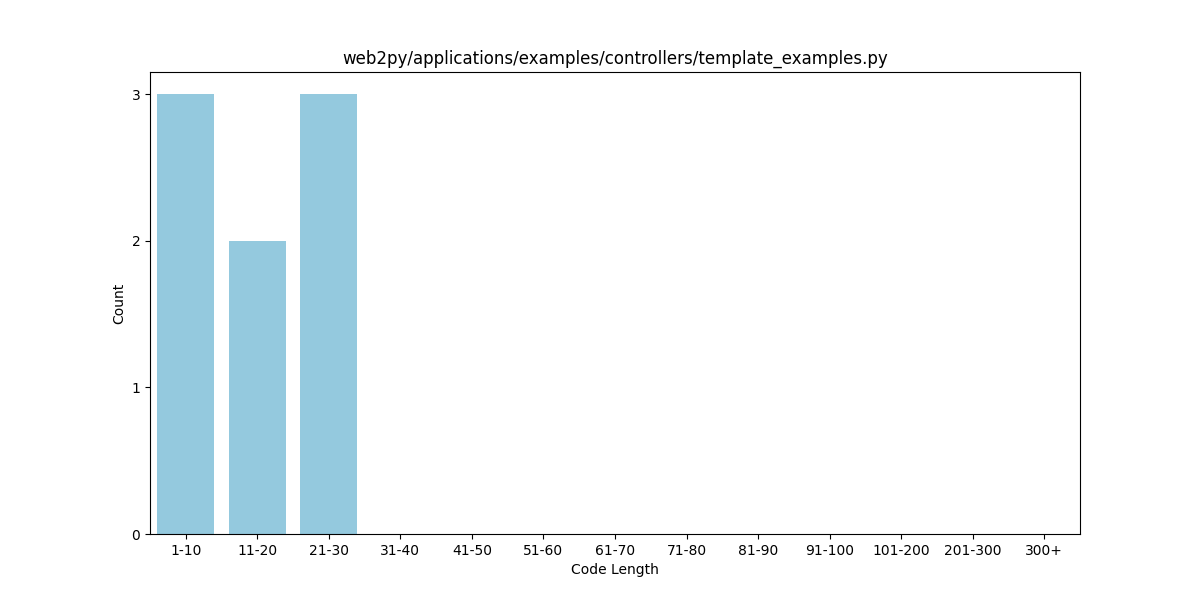 web2py/applications/examples/controllers/template_examples.py
3
2
1
0
Count
1-10 11-20 21-30 31-40 41-50 51-60 61-70 71-80 81-90 91-100 101-200 201-300 300+
Code Length